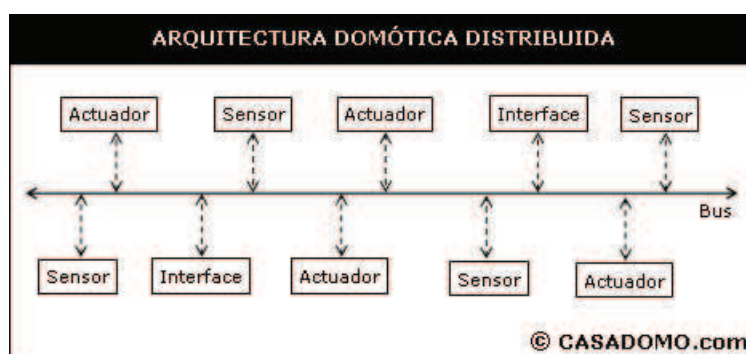 ARQUITECTURA DOMÓTICA DISTRIBUIDA
Actuador Sensor Actuador Interface Sensor
Bus
Sensor Interface Actuador Sensor Actuador
© CASADOMO.com